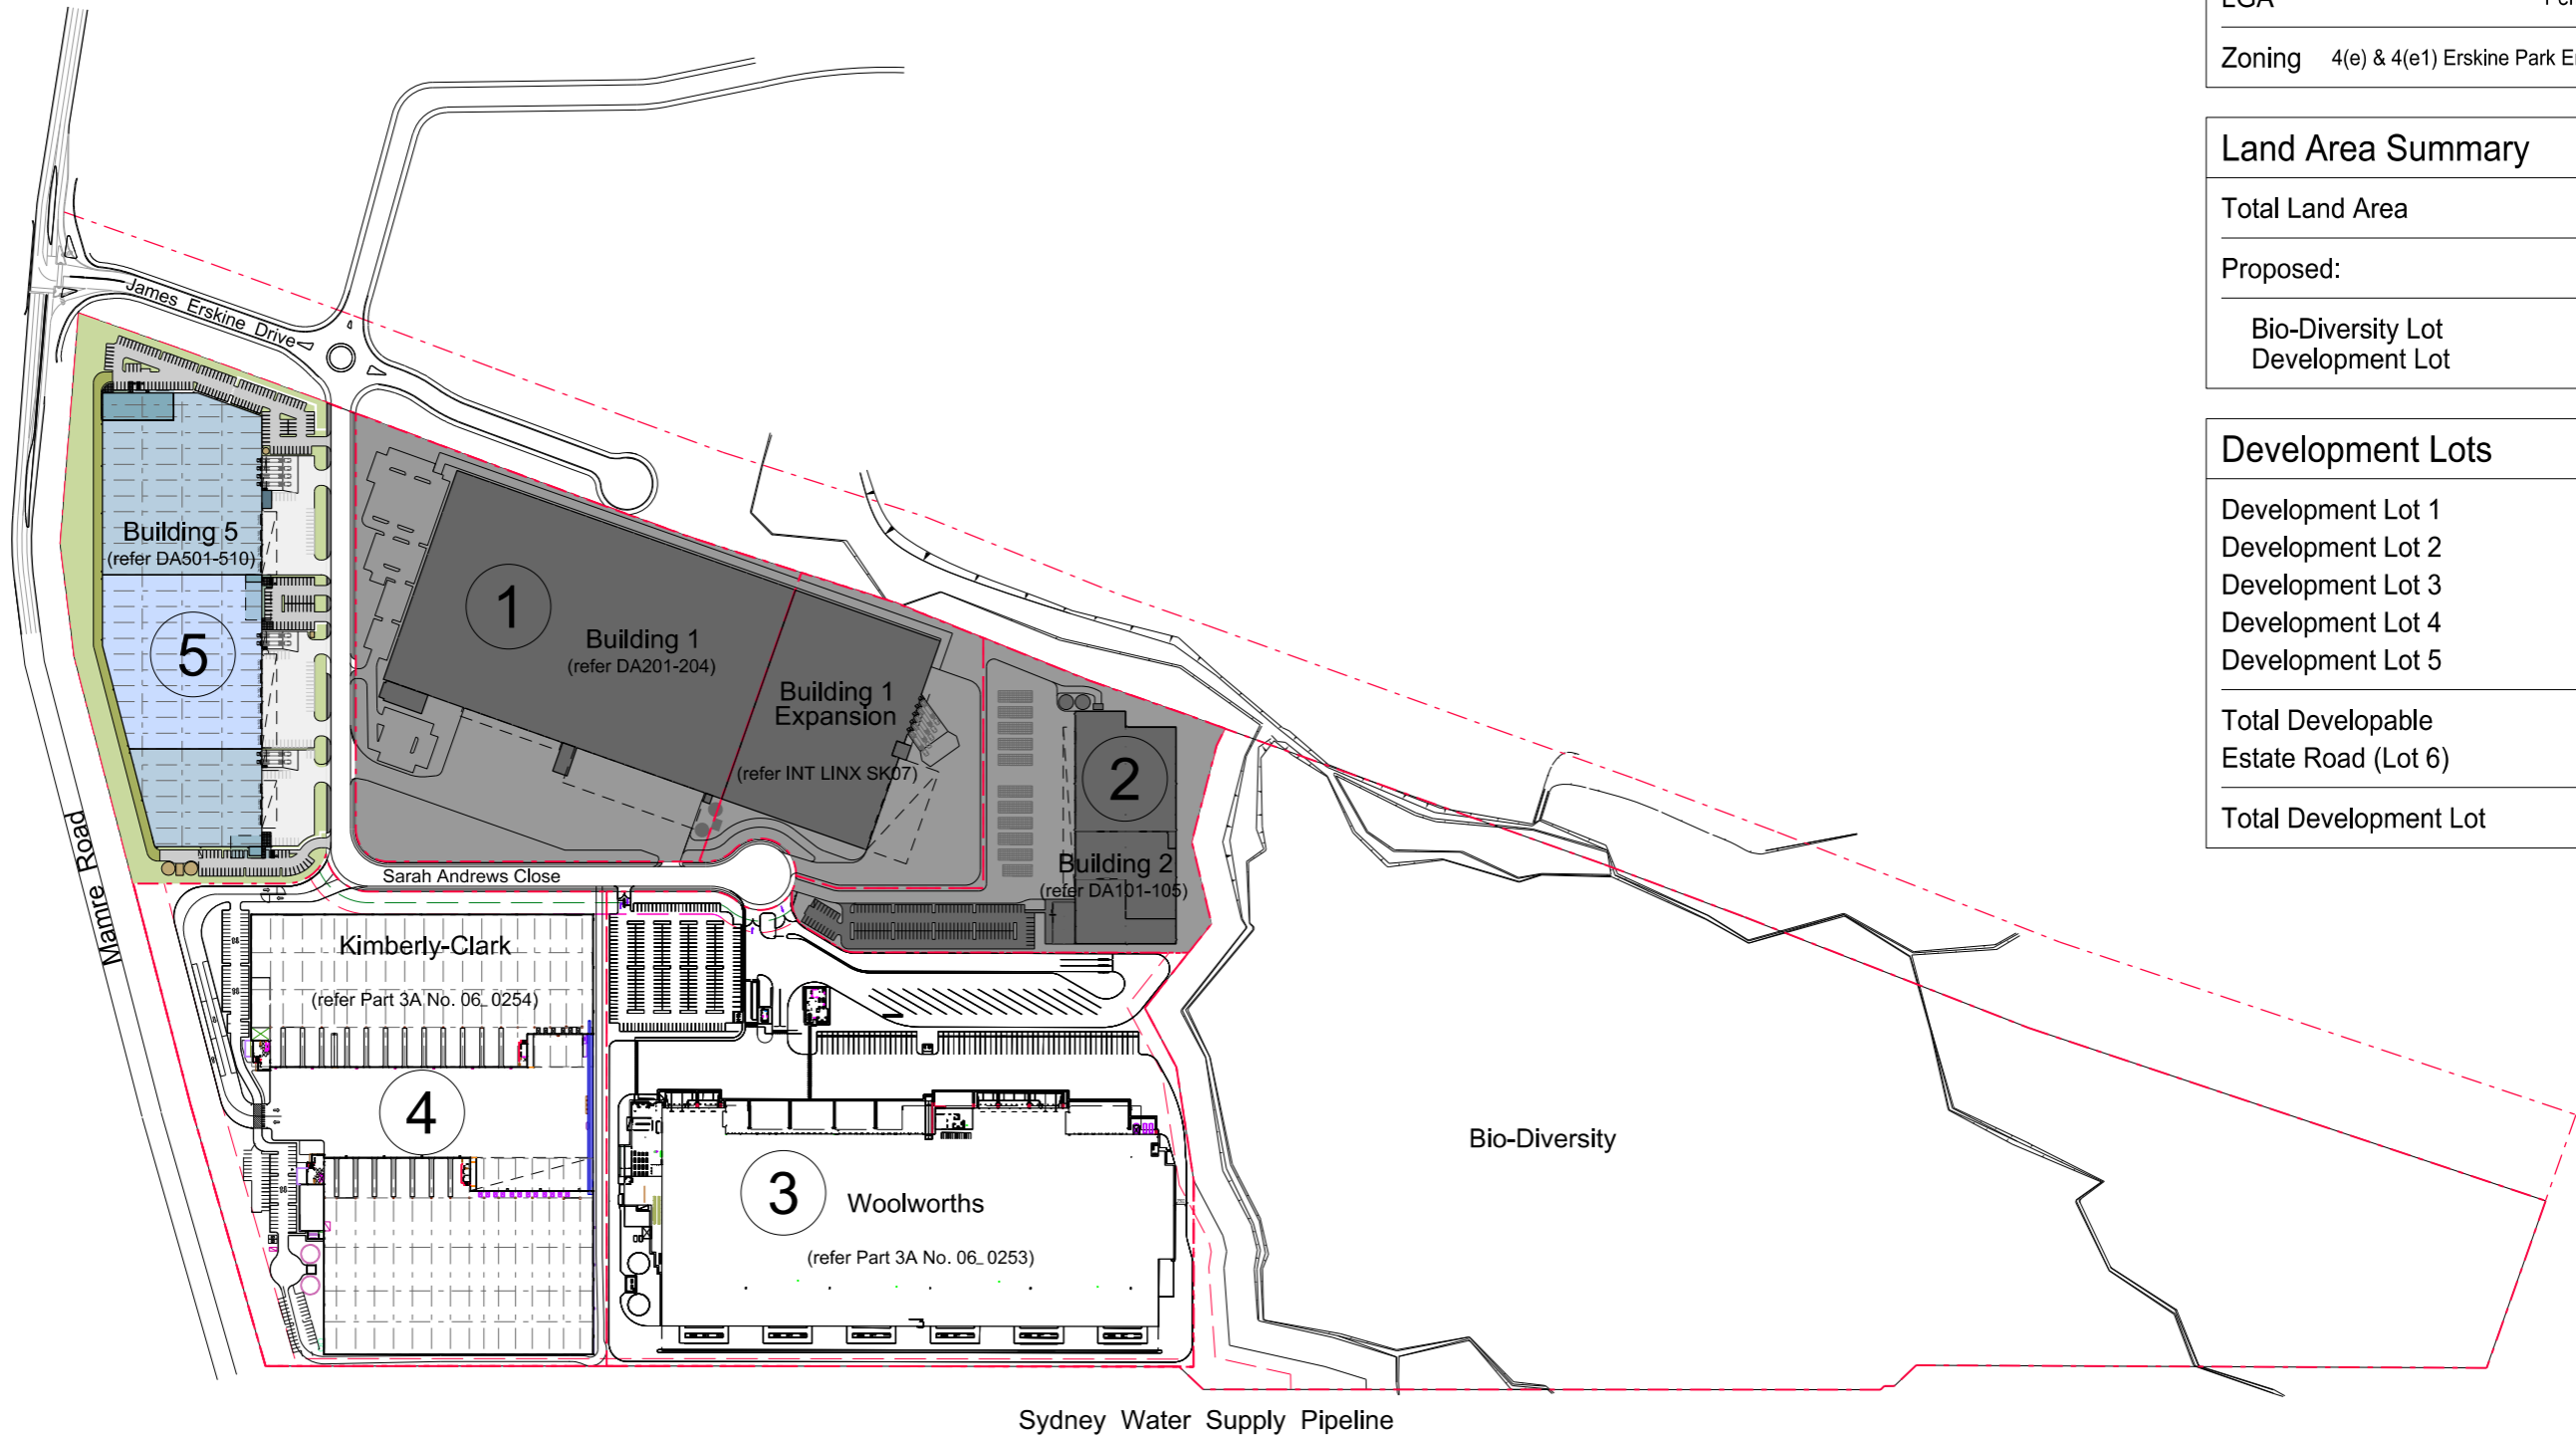 LGA
Zoning 4(e) & 4(e1) Erskine Park
Land Area Summary
Total Land Area
Proposed:
Bio-Diversity Lot
Development Lot
Development Lots
Development Lot 1
Development Lot 2
Development Lot 3
Development Lot 4
Development Lot 5
Total Developable
Estate Road (Lot 6)
Total Development Lot
James Erskine Drive
Building 5
(refer DA501-510)
5
1
Building 1
(refer DA201-204)
Building 1
Expansion
(refer INT LINX SK07)
2
Building 2
(refer DA101-105)
Mamre Road
Sarah Andrews Close
Kimberly-Clark
(refer Part 3A No. 06_0254)
4
3
Woolworths
(refer Part 3A No. 06_0253)
Bio-Diversity
Sydney Water Supply Pipeline